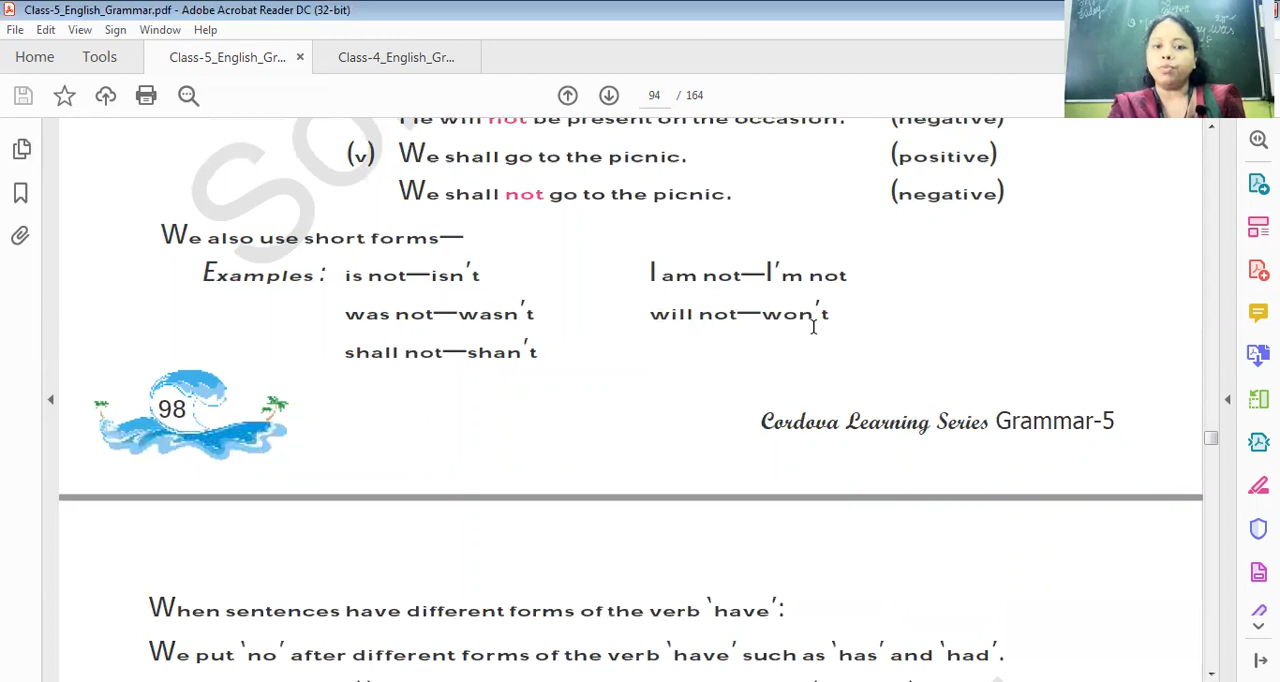 Class-5_English_Grammar.pdf - Adobe Acrobat Reader DC (32-bit)
File Edit View Sign Window Help
Home Tools Class-5_English_Gr... × Class-4_English_Gr...
94 / 164
He will not be present on the occasion. (negative)
(v) We shall go to the picnic. (positive)
We shall not go to the picnic. (negative)
We also use short forms—
Examples : is not—isn't I am not—I'm not
was not—wasn't will not—won't
shall not—shan't
98
Cordova Learning Series Grammar-5
When sentences have different forms of the verb 'have':
We put 'no' after different forms of the verb 'have' such as 'has' and 'had'.